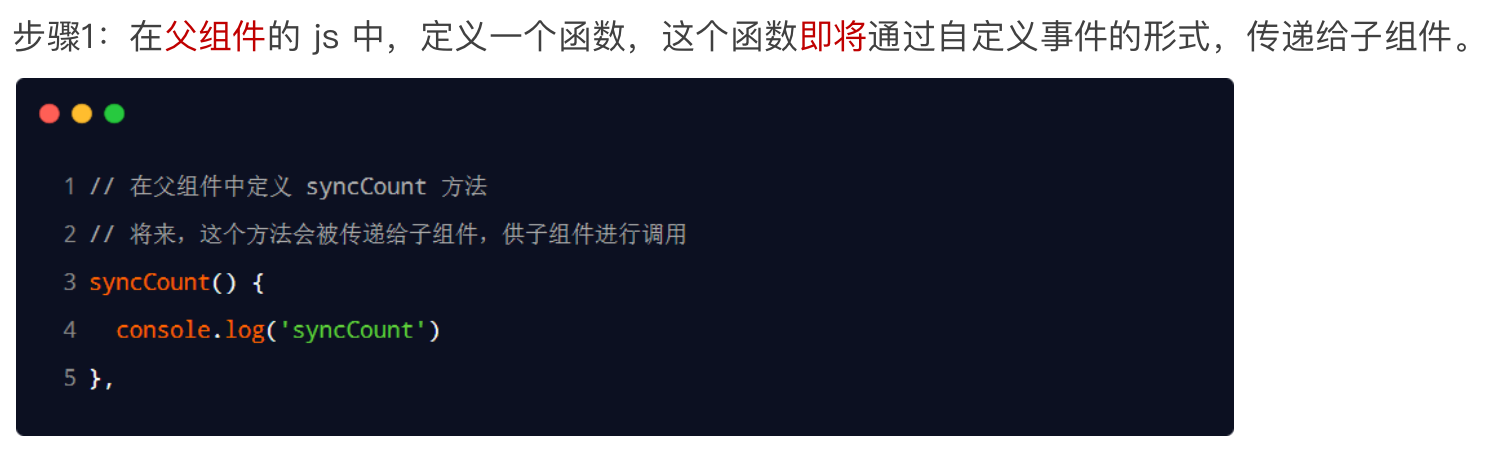 步骤1：在父组件的 js 中，定义一个函数，这个函数即将通过自定义事件的形式，传递给子组件。
1 // 在父组件中定义 syncCount 方法
2 // 将来，这个方法会被传递给子组件，供子组件进行调用
3 syncCount() {
4   console.log('syncCount')
5 },